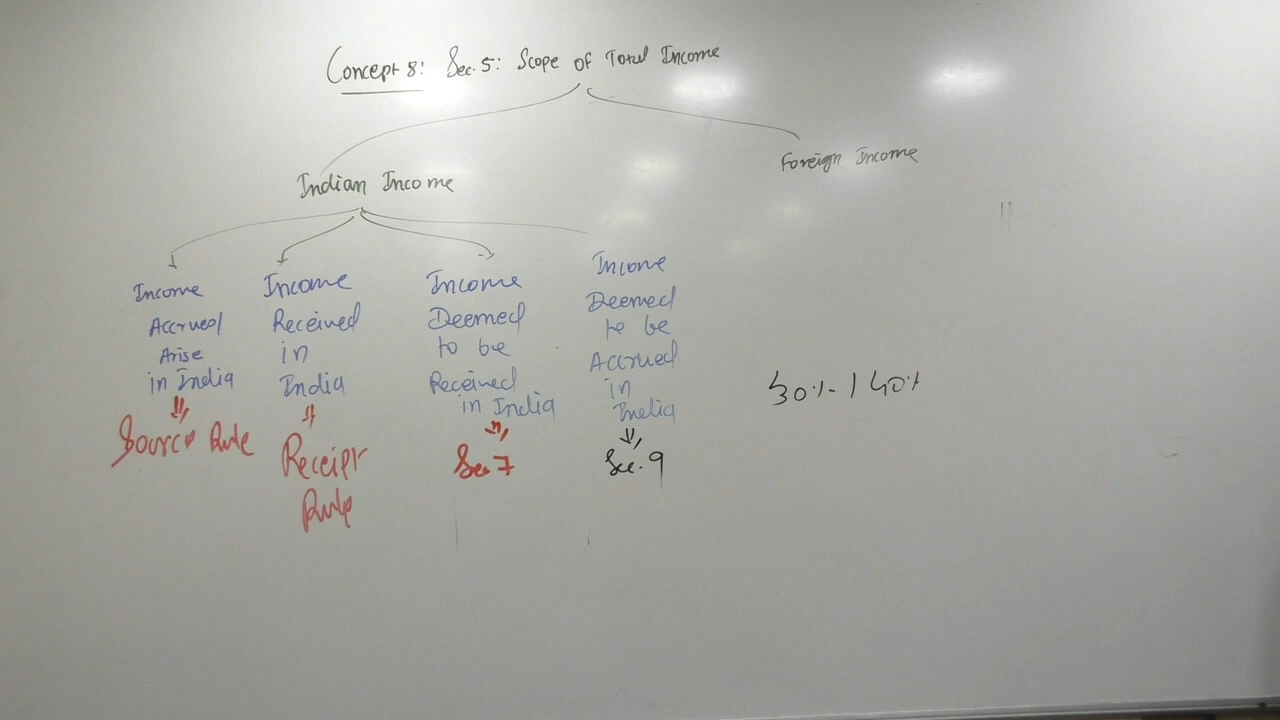 Concept 8: Sec. 5: Scope of Total Income
Indian Income
Foreign Income
Income
Accrued/
Arise
in India
Source Rule
Income
Received
in
India
Receipt
Rule
Income
Deemed
to be
Received
in India
Sec 7
Income
Deemed
to be
Accrued
in
India
Sec. 9
30%-/40%